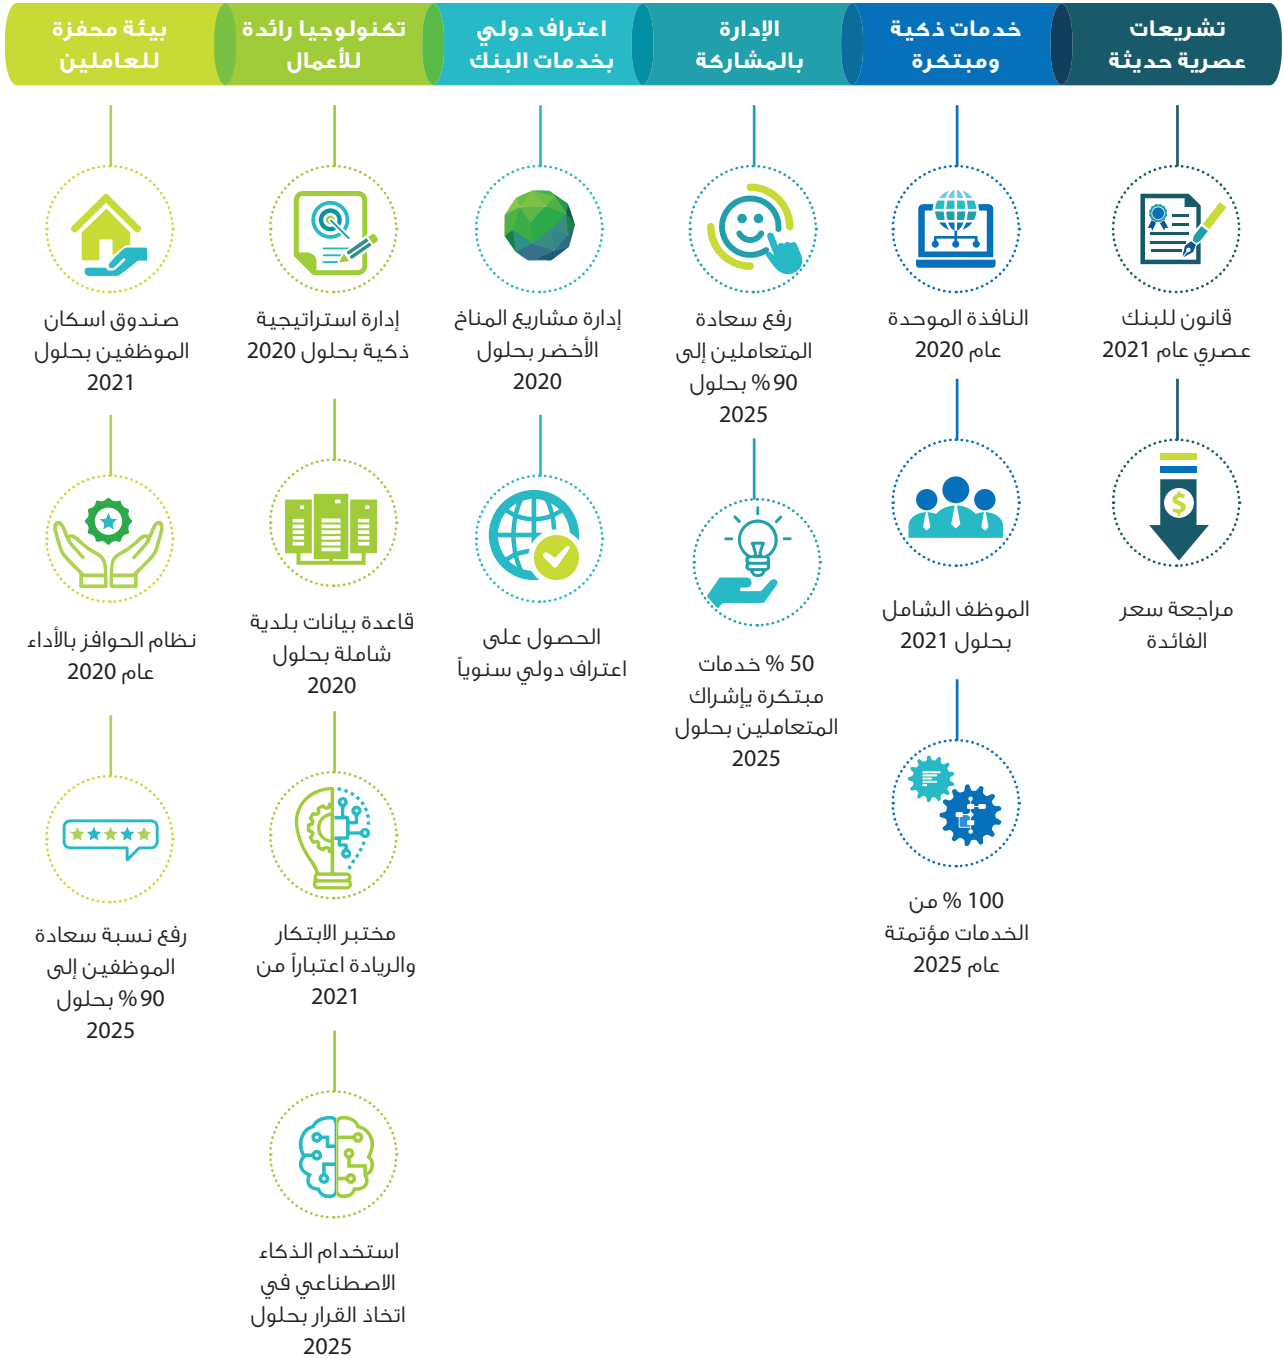 تشريعات
عصرية حديثة
قانون للبنك
عصري عام 2021
مراجعة سعر
الفائدة
خدمات ذكية
ومبتكرة
النافذة الموحدة
عام 2020
الموظف الشامل
بحلول 2021
100 % من
الخدمات مؤتمتة
عام 2025
الإدارة
بالمشاركة
رفع سعادة
المتعاملين إلى
90 % بحلول
2025
50 % خدمات
مبتكرة بإشراك
المتعاملين بحلول
2025
اعتراف دولي
بخدمات البنك
إدارة مشاريع المناخ
الأخضر بحلول
2020
الحصول على
اعتراف دولي سنوياً
تكنولوجيا رائدة
للأعمال
إدارة استراتيجية
ذكية بحلول 2020
قاعدة بيانات بلدية
شاملة بحلول
2020
مختبر الابتكار
والريادة اعتباراً من
2021
استخدام الذكاء
الاصطناعي في
اتخاذ القرار بحلول
2025
بيئة محفزة
للعاملين
صندوق اسكان
الموظفين بحلول
2021
نظام الحوافز بالأداء
عام 2020
رفع نسبة سعادة
الموظفين إلى
90 % بحلول
2025